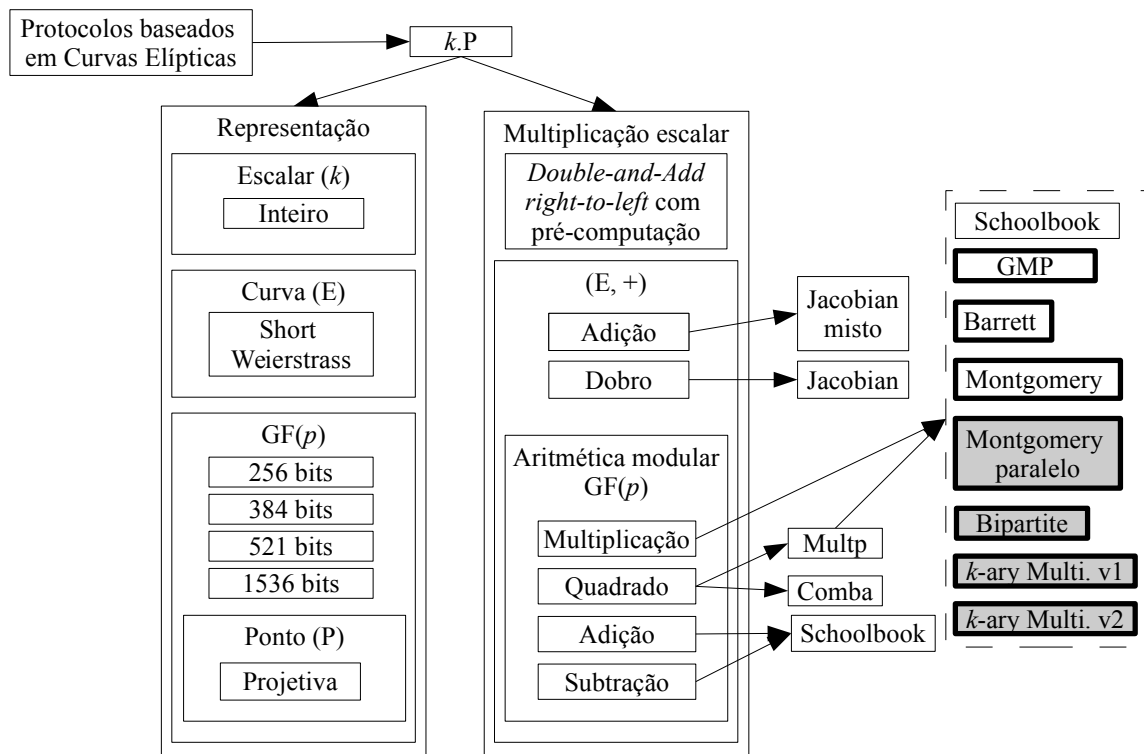 Protocolos baseados
em Curvas Elípticas
k.P
Representação
Escalar (k)
Inteiro
Curva (E)
Short
Weierstrass
GF(p)
256 bits
384 bits
521 bits
1536 bits
Ponto (P)
Projetiva
Multiplicação escalar
Double-and-Add
right-to-left com
pré-computação
(E, +)
Adição
Dobro
Aritmética modular
GF(p)
Multiplicação
Quadrado
Adição
Subtração
Jacobian
misto
Jacobian
Multp
Comba
Schoolbook
Schoolbook
GMP
Barrett
Montgomery
Montgomery
paralelo
Bipartite
k-ary Multi. v1
k-ary Multi. v2